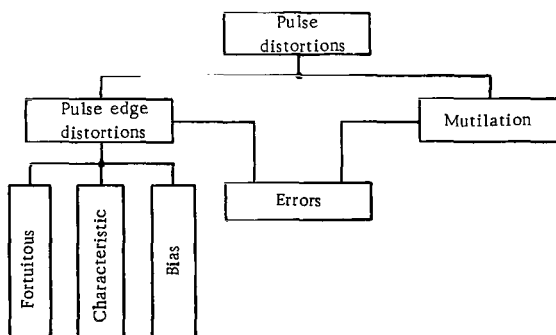 Pulse
distortions
Pulse edge
distortions
Mutilation
Errors
Fortuitous
Characteristic
Bias